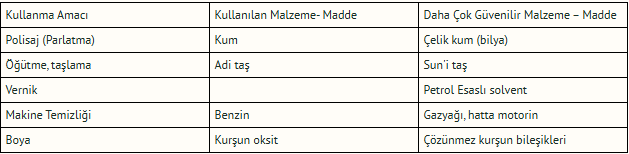 Kullanma Amacı Kullanılan Malzeme- Madde Daha Çok Güvenilir Malzeme – Madde
Polisaj (Parlatma) Kum Çelik kum (bilya)
Öğütme, taşlama Adi taş Sun'i taş
Vernik Petrol Esaslı solvent
Makine Temizliği Benzin Gazyağı, hatta motorin
Boya Kurşun oksit Çözünmez kurşun bileşikleri